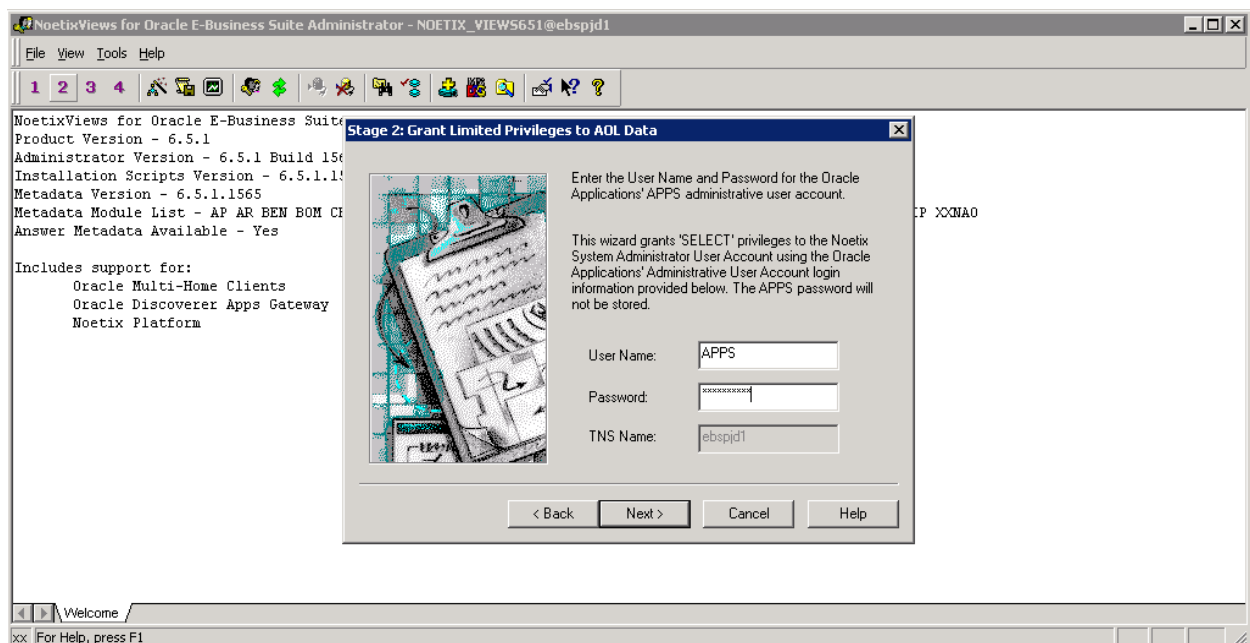 NoetixViews for Oracle E-Business Suite Administrator - NOETIX_VIEWS651@ebspjd1
File View Tools Help
1 2 3 4
NoetixViews for Oracle E-Business Suite
Product Version - 6.5.1
Administrator Version - 6.5.1 Build
Installation Scripts Version - 6.5.1.
Metadata Version - 6.5.1.1565
Metadata Module List - AP AR BEN BOM
XXNAO
Answer Metadata Available - Yes
Includes support for:
Oracle Multi-Home Clients
Oracle Discoverer Apps Gateway
Noetix Platform
Stage 2: Grant Limited Privileges to AOL Data
Enter the User Name and Password for the Oracle
Applications' APPS administrative user account.
This wizard grants 'SELECT' privileges to the Noetix
System Administrator User Account using the Oracle
Applications' Administrative User Account login
information provided below. The APPS password will
not be stored.
User Name: APPS
Password: xxxxxxxxxx
TNS Name: ebspjd1
< Back Next > Cancel Help
Welcome
xx For Help, press F1